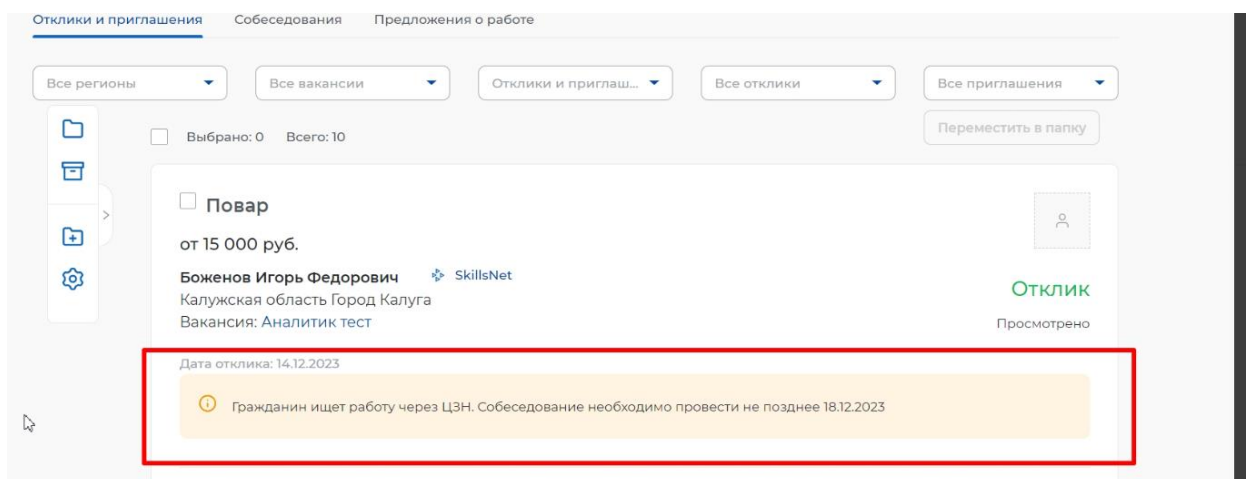 Отклики и приглашения Собеседования Предложения о работе
Все регионы Все вакансии Отклики и приглаш... Все отклики Все приглашения
Выбрано: 0 Всего: 10 Переместить в папку
Повар
от 15 000 руб.
Боженов Игорь Федорович SkillsNet
Калужская область Город Калуга
Отклик
Вакансия: Аналитик тест Просмотрено
Дата отклика: 14.12.2023
Гражданин ищет работу через ЦЗН. Собеседование необходимо провести не позднее 18.12.2023